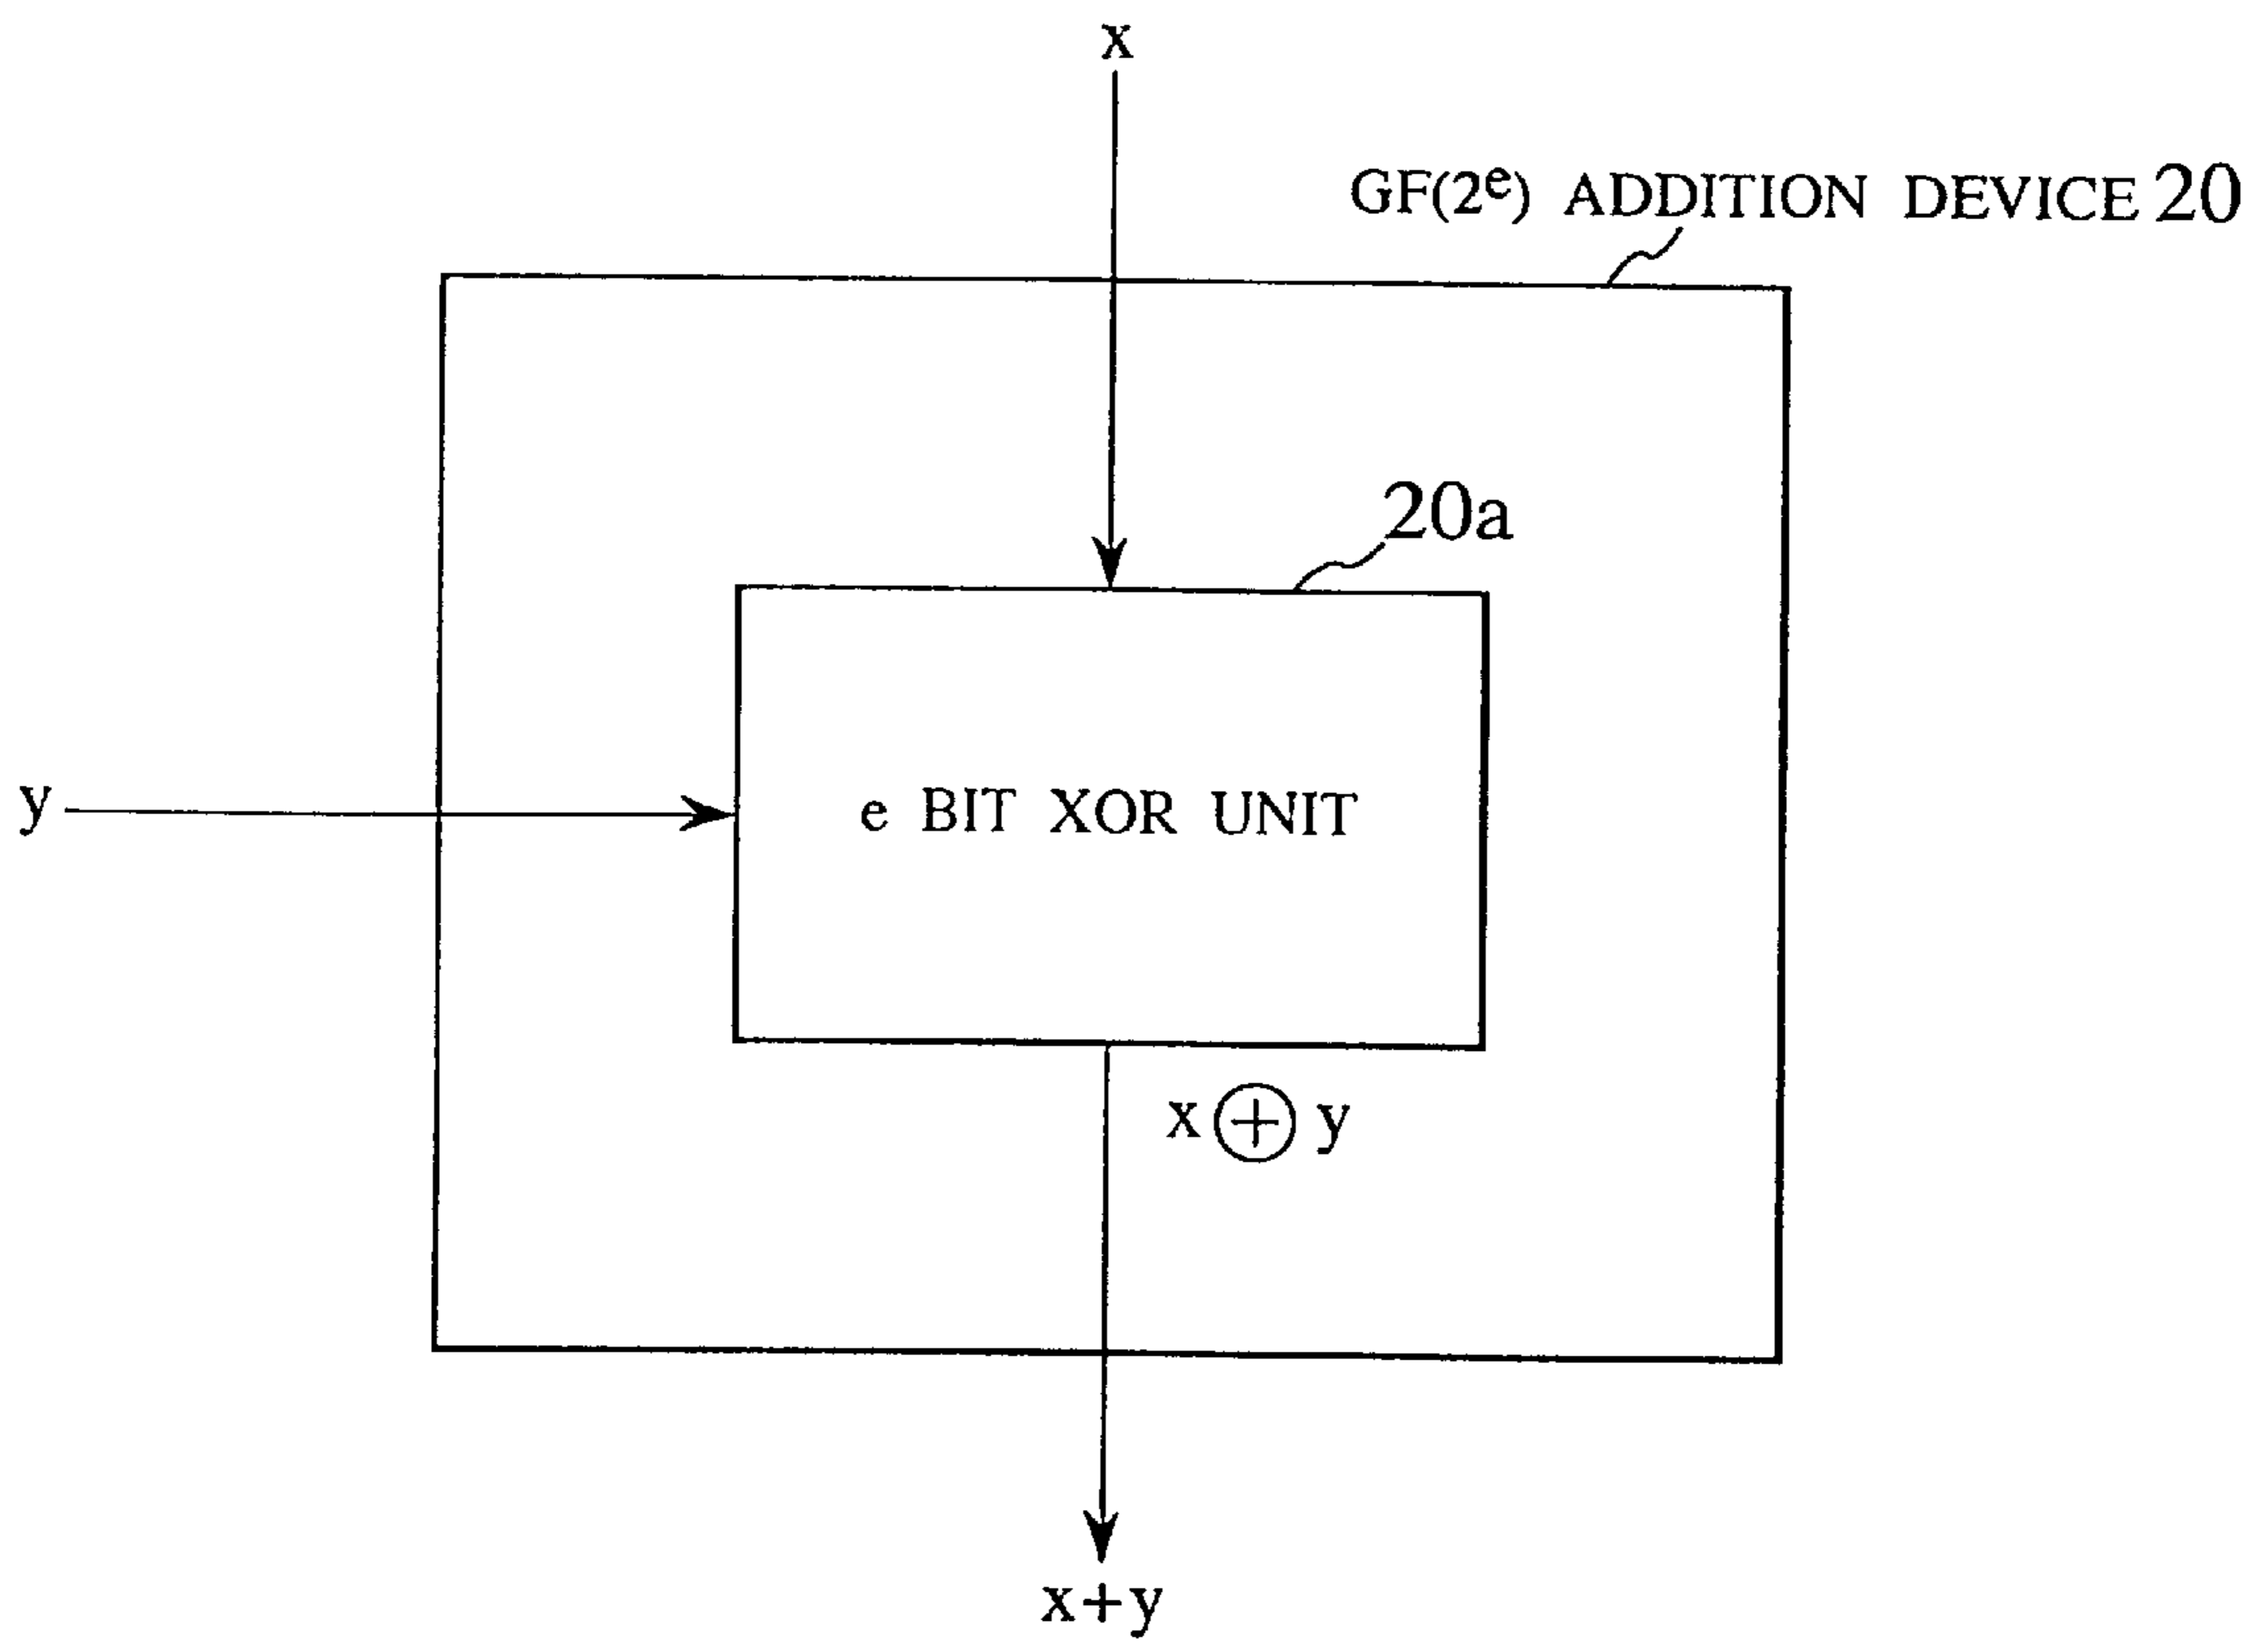 x
GF(2ᵉ) ADDITION DEVICE 20
20a
y
e BIT XOR UNIT
x ⊕ y
x+y